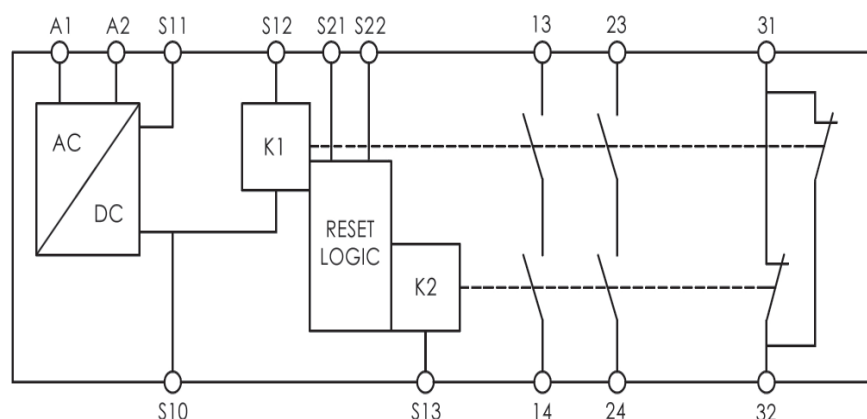 A1 A2 S11 S12 S21 S22 13 23 31
AC
DC
K1
RESET
LOGIC
K2
S10 S13 14 24 32